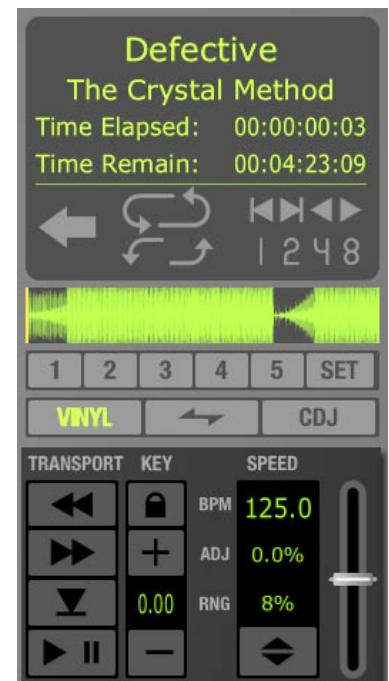 Defective
The Crystal Method
Time Elapsed: 00:00:00:03
Time Remain: 00:04:23:09
1 2 4 8
1 2 3 4 5 SET
VINYL CDJ
TRANSPORT KEY SPEED
BPM 125.0
ADJ 0.0%
0.00 RNG 8%